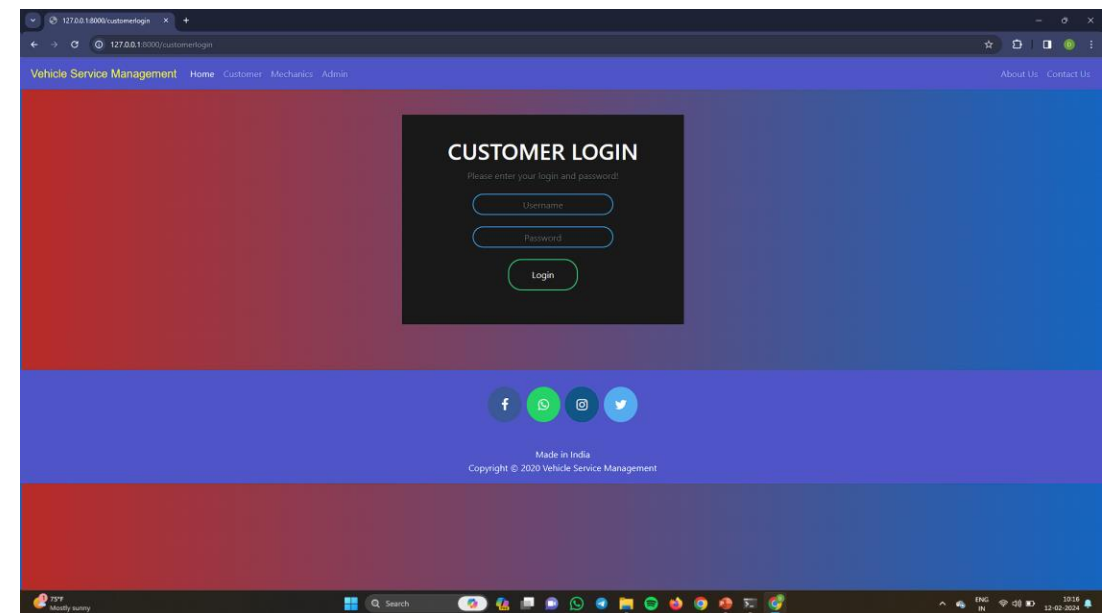 127.0.0.1:8000/customerlogin
127.0.0.1:8000/customerlogin
Vehicle Service Management Home Customer Mechanics Admin About Us Contact Us
CUSTOMER LOGIN
Please enter your login and password!
Username
Password
Login
Made in India
Copyright © 2020 Vehicle Service Management
75°F
Mostly sunny
Search
ENG
IN
10:16
12-02-2024